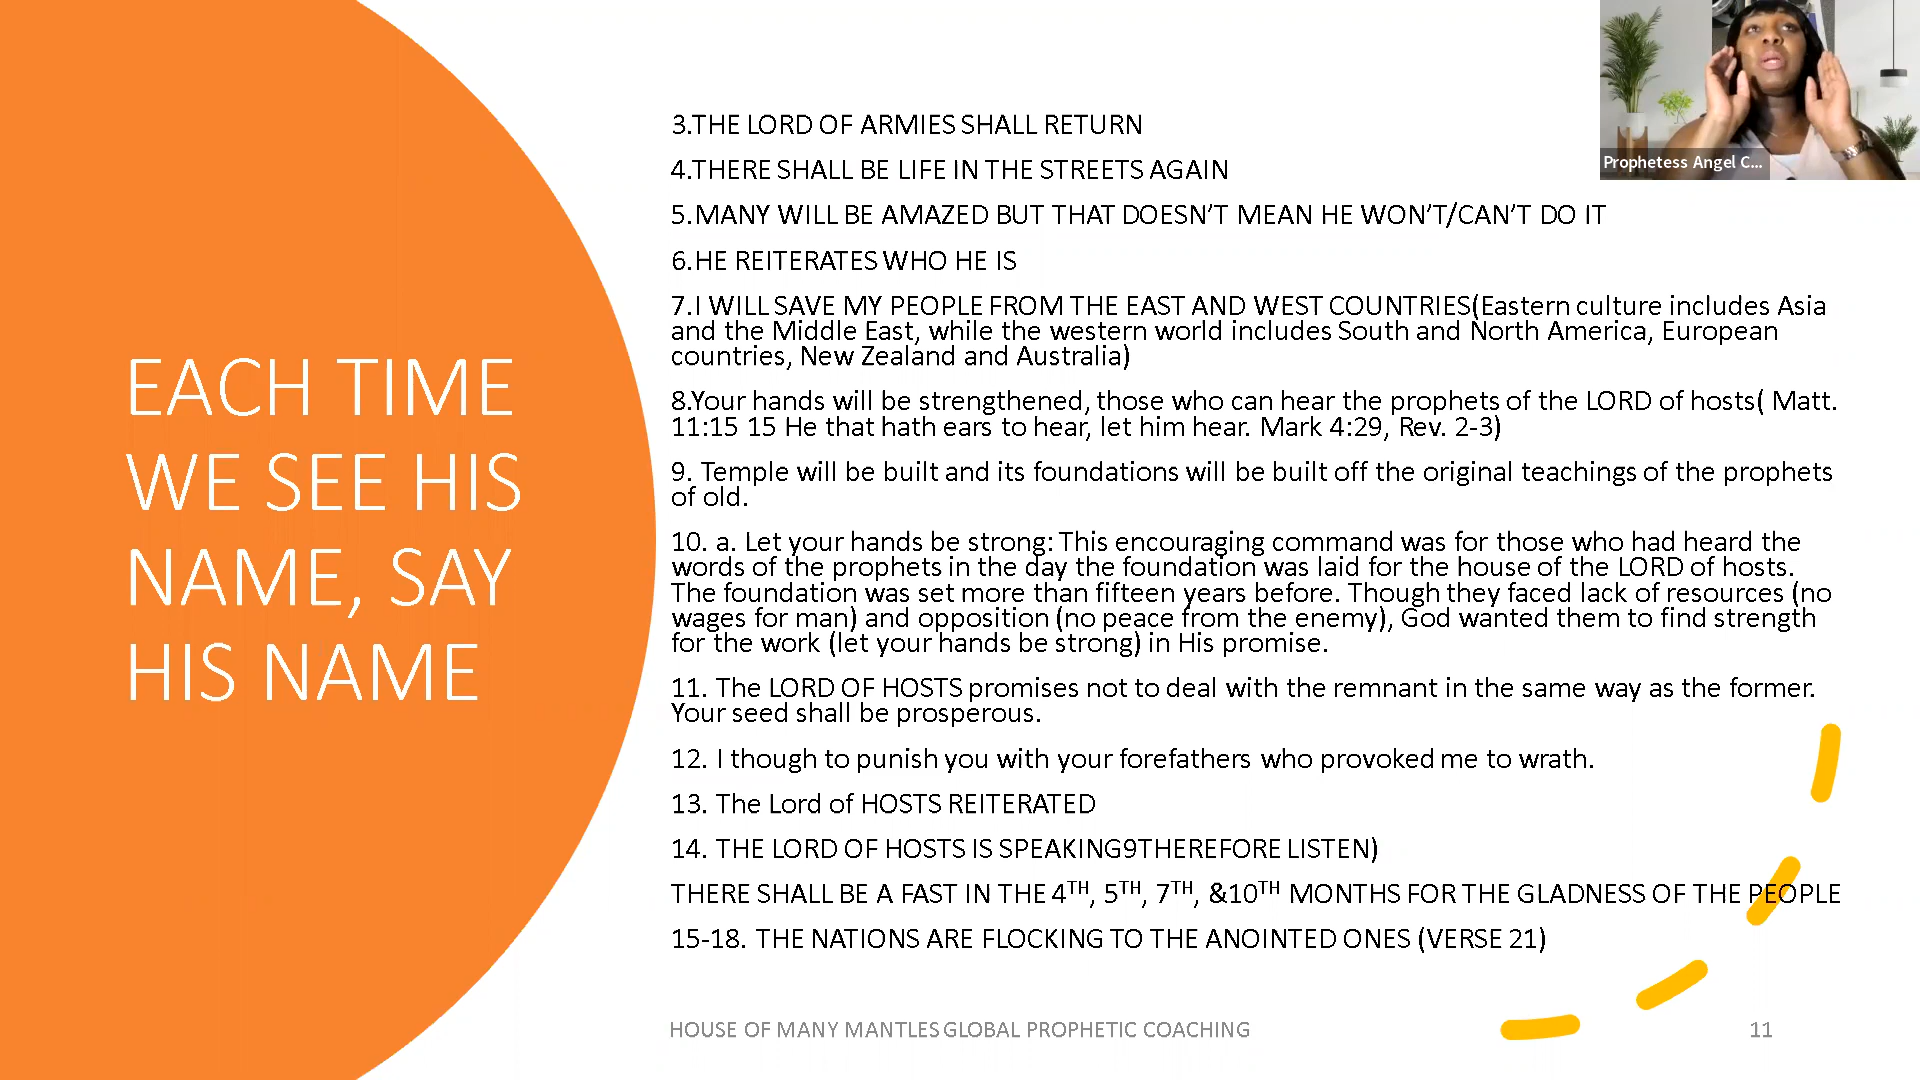 EACH TIME
WE SEE HIS
NAME, SAY
HIS NAME
3.THE LORD OF ARMIES SHALL RETURN
4.THERE SHALL BE LIFE IN THE STREETS AGAIN
5.MANY WILL BE AMAZED BUT THAT DOESN’T MEAN HE WON’T/CAN’T DO IT
6.HE REITERATES WHO HE IS
7.I WILL SAVE MY PEOPLE FROM THE EAST AND WEST COUNTRIES(Eastern culture includes Asia
and the Middle East, while the western world includes South and North America, European
countries, New Zealand and Australia)
8.Your hands will be strengthened, those who can hear the prophets of the LORD of hosts( Matt.
11:15 15 He that hath ears to hear, let him hear. Mark 4:29, Rev. 2-3)
9. Temple will be built and its foundations will be built off the original teachings of the prophets
of old.
10. a. Let your hands be strong: This encouraging command was for those who had heard the
words of the prophets in the day the foundation was laid for the house of the LORD of hosts.
The foundation was set more than fifteen years before. Though they faced lack of resources (no
wages for man) and opposition (no peace from the enemy), God wanted them to find strength
for the work (let your hands be strong) in His promise.
11. The LORD OF HOSTS promises not to deal with the remnant in the same way as the former.
Your seed shall be prosperous.
12. I though to punish you with your forefathers who provoked me to wrath.
13. The Lord of HOSTS REITERATED
14. THE LORD OF HOSTS IS SPEAKING9THEREFORE LISTEN)
THERE SHALL BE A FAST IN THE 4TH, 5TH, 7TH, &10TH MONTHS FOR THE GLADNESS OF THE PEOPLE
15-18. THE NATIONS ARE FLOCKING TO THE ANOINTED ONES (VERSE 21)
HOUSE OF MANY MANTLES GLOBAL PROPHETIC COACHING
11
Prophetess Angel C...